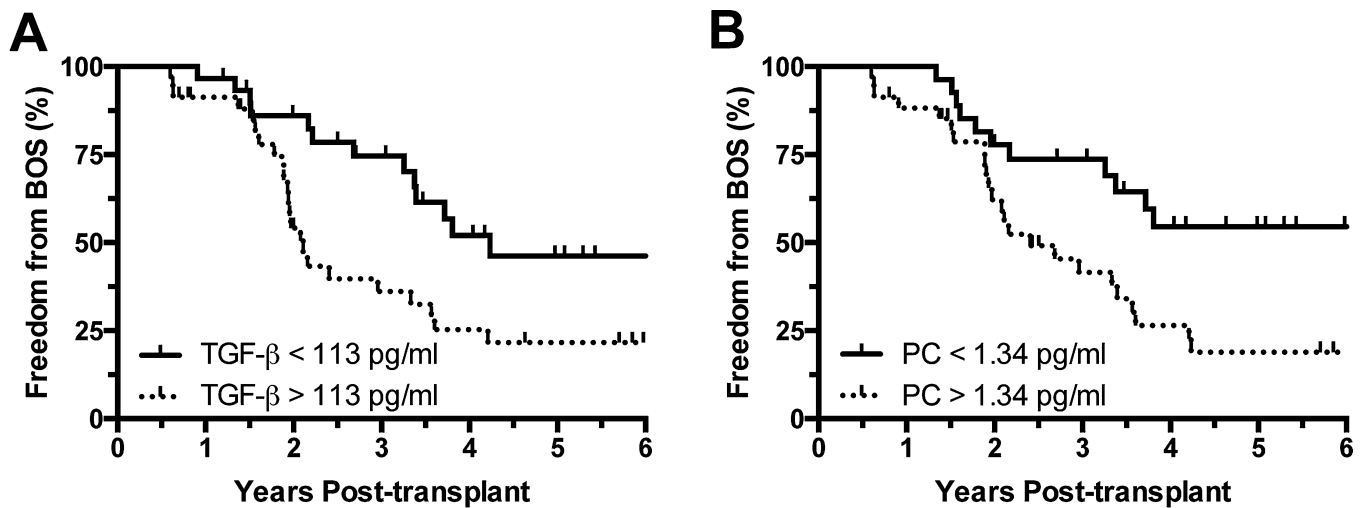 A
Freedom from BOS (%)
100
75
50
25
0
TGF-β < 113 pg/ml
TGF-β > 113 pg/ml
0 1 2 3 4 5 6
Years Post-transplant
B
Freedom from BOS (%)
100
75
50
25
0
PC < 1.34 pg/ml
PC > 1.34 pg/ml
0 1 2 3 4 5 6
Years Post-transplant